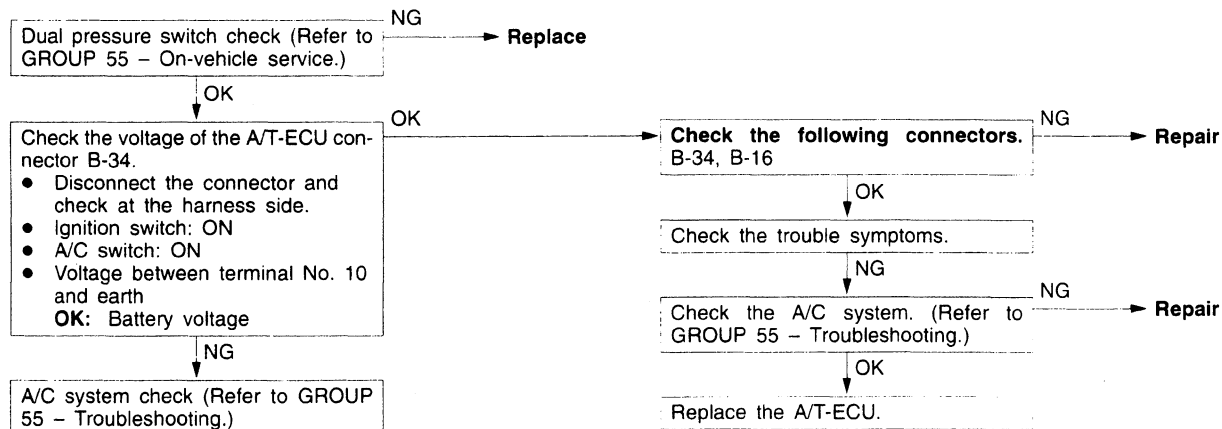 Dual pressure switch check (Refer to
GROUP 55 – On-vehicle service.)
NG
Replace
OK
Check the voltage of the A/T-ECU con-
nector B-34.
● Disconnect the connector and
check at the harness side.
● Ignition switch: ON
● A/C switch: ON
● Voltage between terminal No. 10
and earth
OK: Battery voltage
NG
A/C system check (Refer to GROUP
55 – Troubleshooting.)
OK
Check the following connectors.
B-34, B-16
NG
Repair
OK
Check the trouble symptoms.
NG
Check the A/C system. (Refer to
GROUP 55 – Troubleshooting.)
NG
Repair
OK
Replace the A/T-ECU.